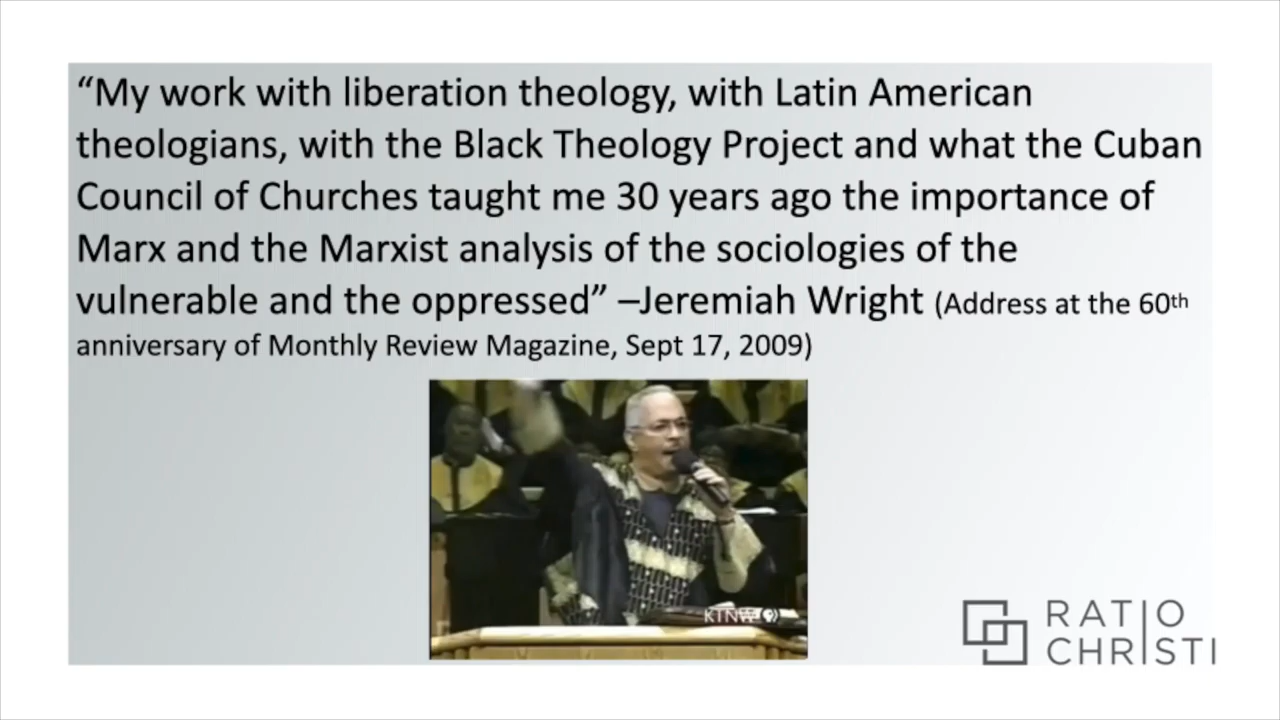 “My work with liberation theology, with Latin American
theologians, with the Black Theology Project and what the Cuban
Council of Churches taught me 30 years ago the importance of
Marx and the Marxist analysis of the sociologies of the
vulnerable and the oppressed” –Jeremiah Wright (Address at the 60th
anniversary of Monthly Review Magazine, Sept 17, 2009)
KTNW
RATIO
CHRISTI